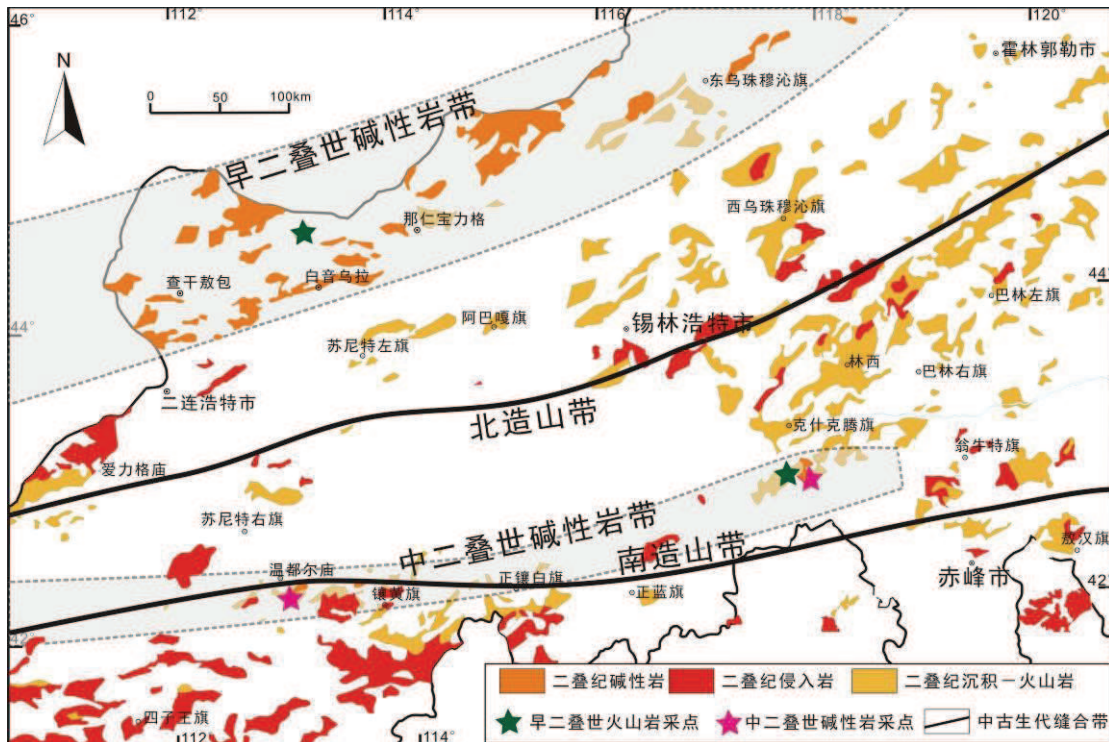 112°
114°
116°
118°
120°
46°
N
0 50 100km
霍林郭勒市
东乌珠穆沁旗
早二叠世碱性岩带
那仁宝力格
西乌珠穆沁旗
查干敖包
白音乌拉
44°
巴林左旗
44°
阿巴嘎旗
锡林浩特市
苏尼特左旗
林西
巴林右旗
二连浩特市
北造山带
克什克腾旗
翁牛特旗
爱力格庙
苏尼特右旗
中二叠世碱性岩带
南造山带
敖汉旗
赤峰市
温都尔庙
正镶白旗
镶黄旗
正蓝旗
42°
42°
四子王旗
112°
114°
二叠纪碱性岩 二叠纪侵入岩 二叠纪沉积－火山岩
早二叠世火山岩采点 中二叠世碱性岩采点 中古生代缝合带